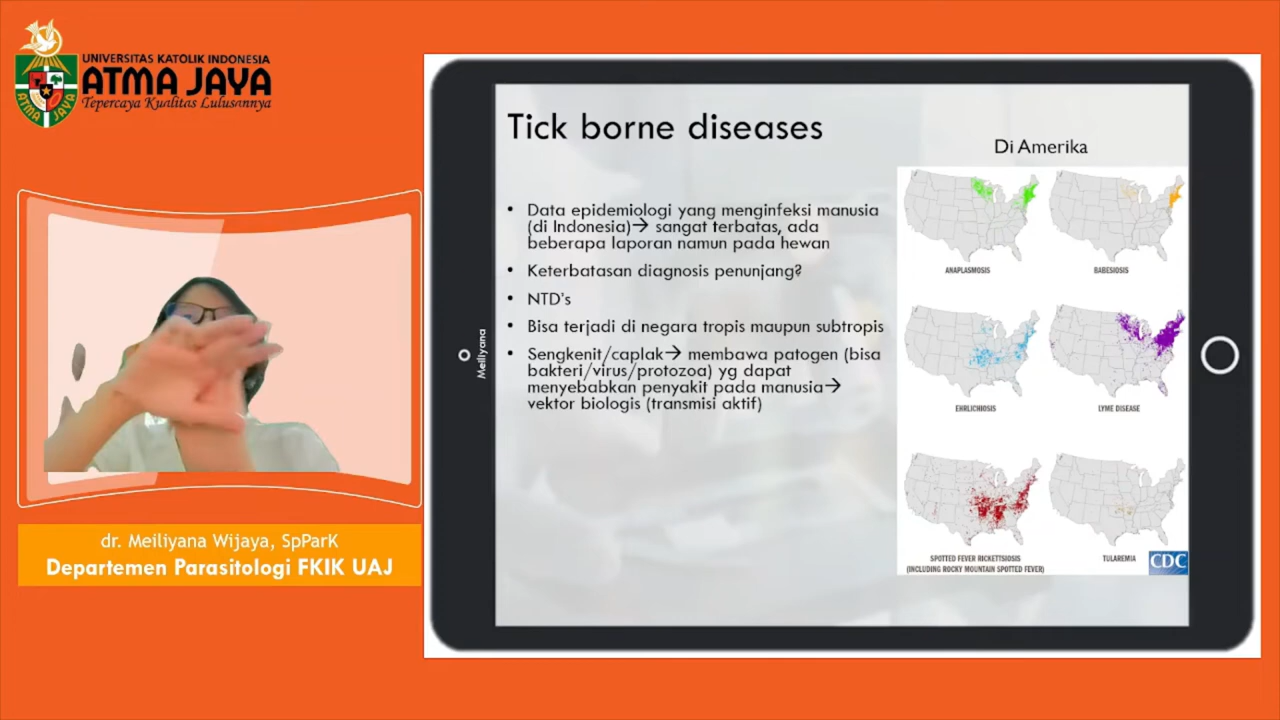 UNIVERSITAS KATOLIK INDONESIA
ATMA JAYA
Tepercaya Kualitas Lulusannya
ATMA JAYA
dr. Meiliyana Wijaya, SpParK
Departemen Parasitologi FKIK UAJ
Meiliyana
Tick borne diseases
• Data epidemiologi yang menginfeksi manusia
(di Indonesia)→ sangat terbatas, ada
beberapa laporan namun pada hewan
• Keterbatasan diagnosis penunjang?
• NTD's
• Bisa terjadi di negara tropis maupun subtropis
• Sengkenit/caplak→ membawa patogen (bisa
bakteri/virus/protozoa) yg dapat
menyebabkan penyakit pada manusia→
vektor biologis (transmisi aktif)
Di Amerika
ANAPLASMOSIS
BABESIOSIS
EHRLICHIOSIS
LYME DISEASE
SPOTTED FEVER RICKETTSIOSIS
(INCLUDING ROCKY MOUNTAIN SPOTTED FEVER)
TULAREMIA
CDC